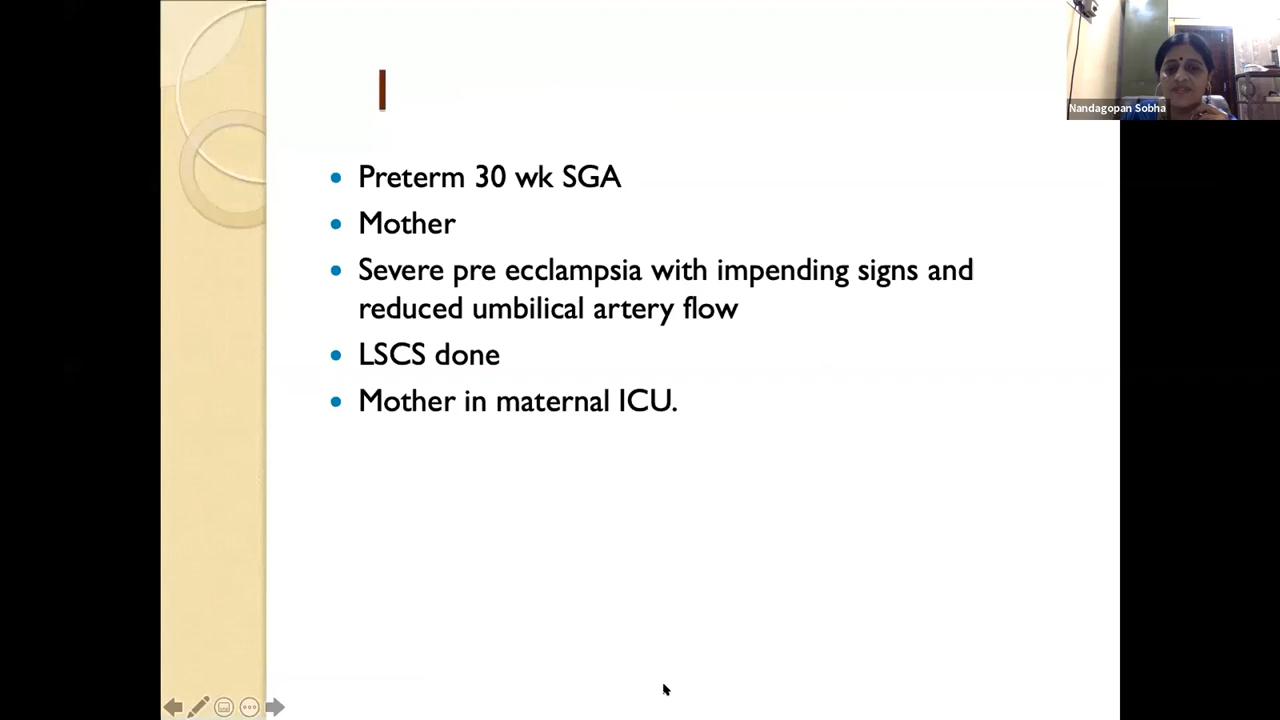 I
Nandagopan Sobha
Preterm 30 wk SGA
Mother
Severe pre ecclampsia with impending signs and
reduced umbilical artery flow
LSCS done
Mother in maternal ICU.